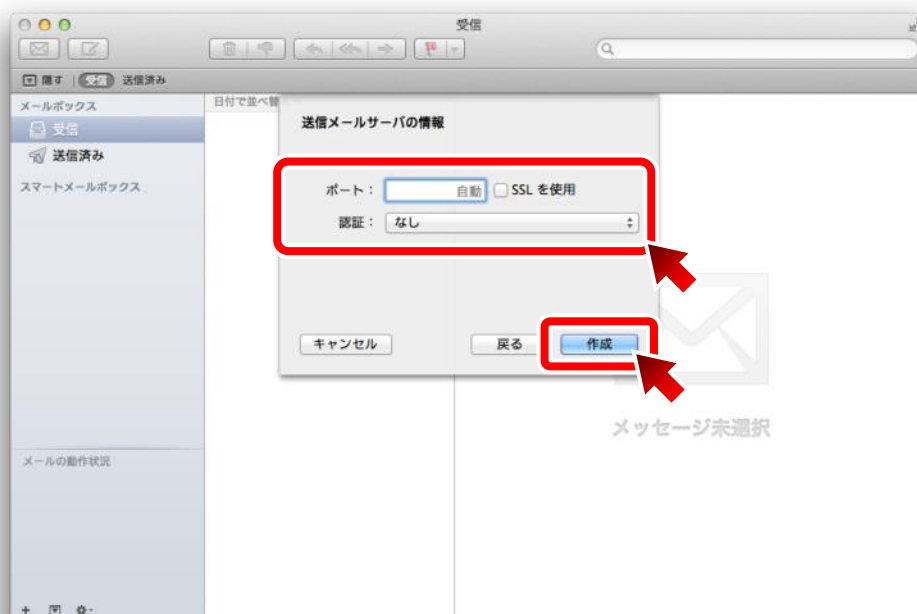 受信
隠す 受信 送信済み
メールボックス
受信
送信済み
スマートメールボックス
日付で並べ替
送信メールサーバの情報
ポート： 自動 SSL を使用
認証： なし
キャンセル 戻る 作成
メッセージ未選択
メールの動作状況